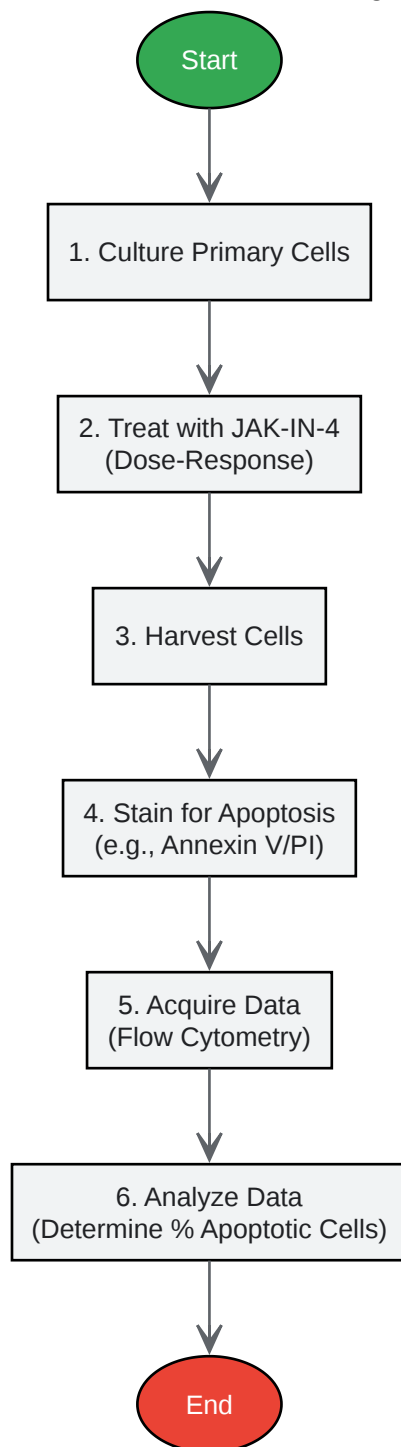 Start
1. Culture Primary Cells
2. Treat with JAK-IN-4
(Dose-Response)
3. Harvest Cells
4. Stain for Apoptosis
(e.g., Annexin V/PI)
5. Acquire Data
(Flow Cytometry)
6. Analyze Data
(Determine % Apoptotic Cells)
End